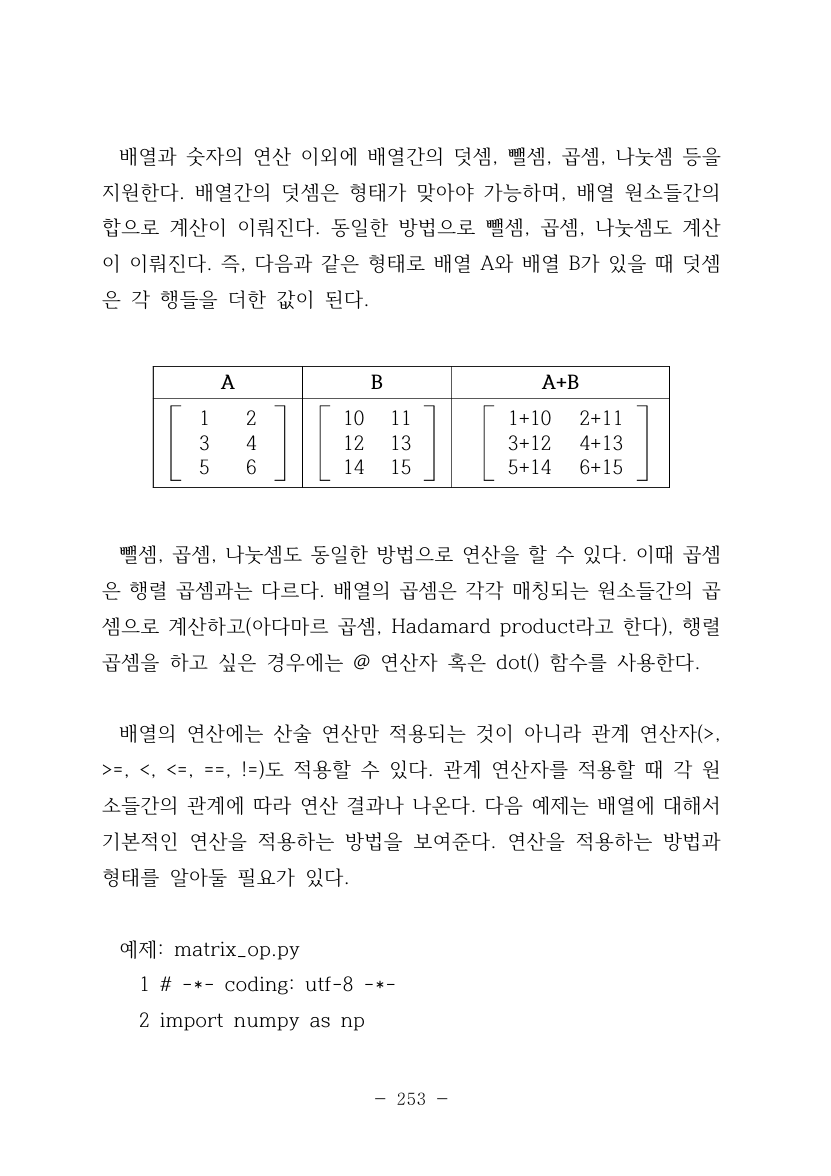 배열과 숫자의 연산 이외에 배열간의 덧셈, 뺄셈, 곱셈, 나눗셈 등을
지원한다. 배열간의 덧셈은 형태가 맞아야 가능하며, 배열 원소들간의
합으로 계산이 이뤄진다. 동일한 방법으로 뺄셈, 곱셈, 나눗셈도 계산
이 이뤄진다. 즉, 다음과 같은 형태로 배열 A와 배열 B가 있을 때 덧셈
은 각 행들을 더한 값이 된다.
A B A+B
1 2 10 11 1+10 2+11
3 4 12 13 3+12 4+13
5 6 14 15 5+14 6+15
뺄셈, 곱셈, 나눗셈도 동일한 방법으로 연산을 할 수 있다. 이때 곱셈
은 행렬 곱셈과는 다르다. 배열의 곱셈은 각각 매칭되는 원소들간의 곱
셈으로 계산하고(아다마르 곱셈, Hadamard product라고 한다), 행렬
곱셈을 하고 싶은 경우에는 @ 연산자 혹은 dot() 함수를 사용한다.
배열의 연산에는 산술 연산만 적용되는 것이 아니라 관계 연산자(>,
>=, <, <=, ==, !=)도 적용할 수 있다. 관계 연산자를 적용할 때 각 원
소들간의 관계에 따라 연산 결과나 나온다. 다음 예제는 배열에 대해서
기본적인 연산을 적용하는 방법을 보여준다. 연산을 적용하는 방법과
형태를 알아둘 필요가 있다.
예제: matrix_op.py
1 # -*- coding: utf-8 -*-
2 import numpy as np
- 253 -